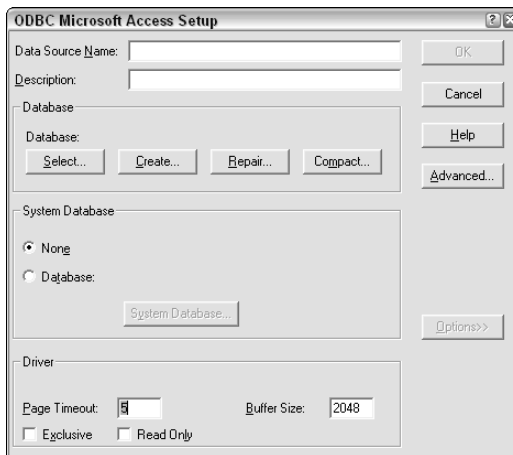 ODBC Microsoft Access Setup
Data Source Name:
OK
Description:
Cancel
Database
Help
Database:
Select... Create... Repair... Compact...
Advanced...
System Database
None
Database:
System Database...
Options>>
Driver
Page Timeout: 5 Buffer Size: 2048
Exclusive Read Only